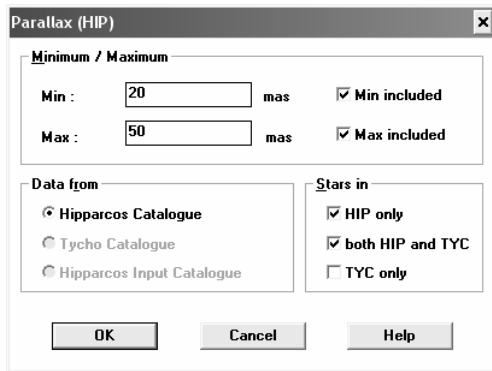 Parallax (HIP)
Minimum / Maximum
Min : 20 mas Min included
Max : 50 mas Max included
Data from Stars in
Hipparcos Catalogue HIP only
Tycho Catalogue both HIP and TYC
Hipparcos Input Catalogue TYC only
OK Cancel Help